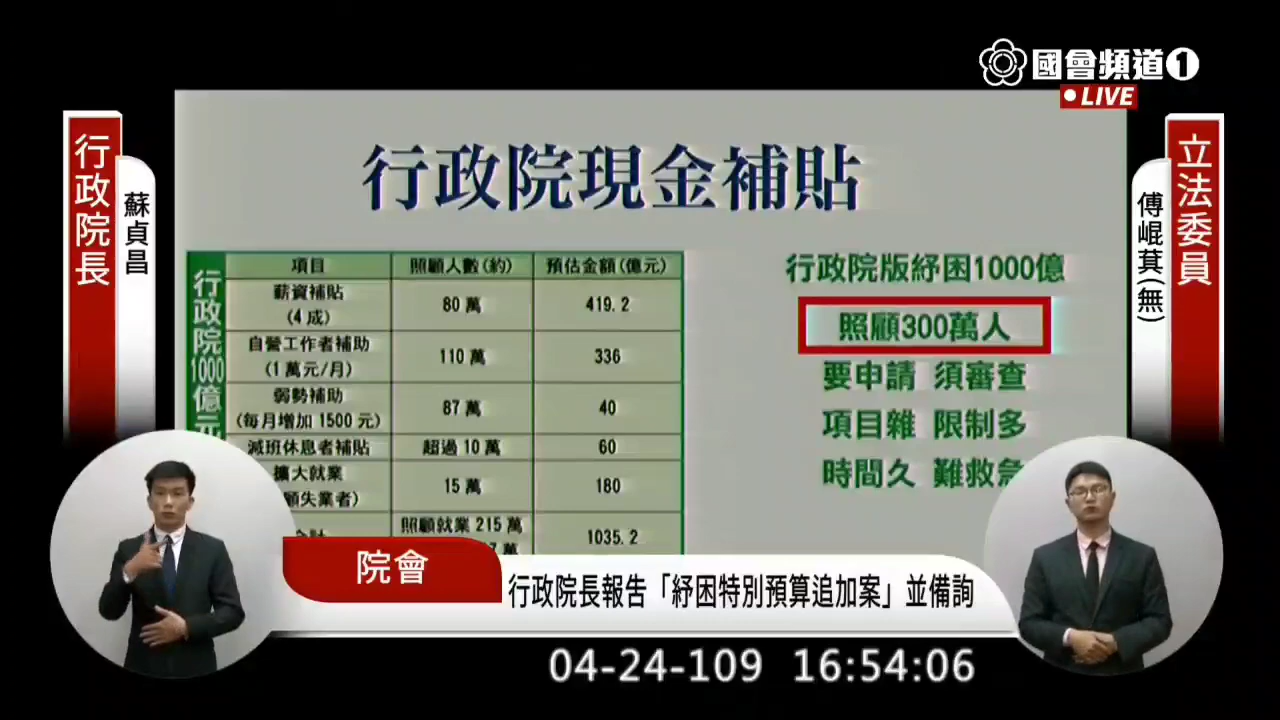 國會頻道1
LIVE
行政院長
蘇貞昌
立法委員
傅崐萁(無)
行政院現金補貼
行政院1000億元
項目 照顧人數(約) 預估金額(億元)
薪資補貼
(4成) 80萬 419.2
自營工作者補助
(1萬元/月) 110萬 336
弱勢補助
(每月增加1500元) 87萬 40
減班休息者補貼 超過10萬 60
擴大就業
顧失業者) 15萬 180
照顧就業215萬
7萬 1035.2
行政院版紓困1000億
照顧300萬人
要申請 須審查
項目雜 限制多
時間久 難救急
院會
行政院長報告「紓困特別預算追加案」並備詢
04-24-109 16:54:06